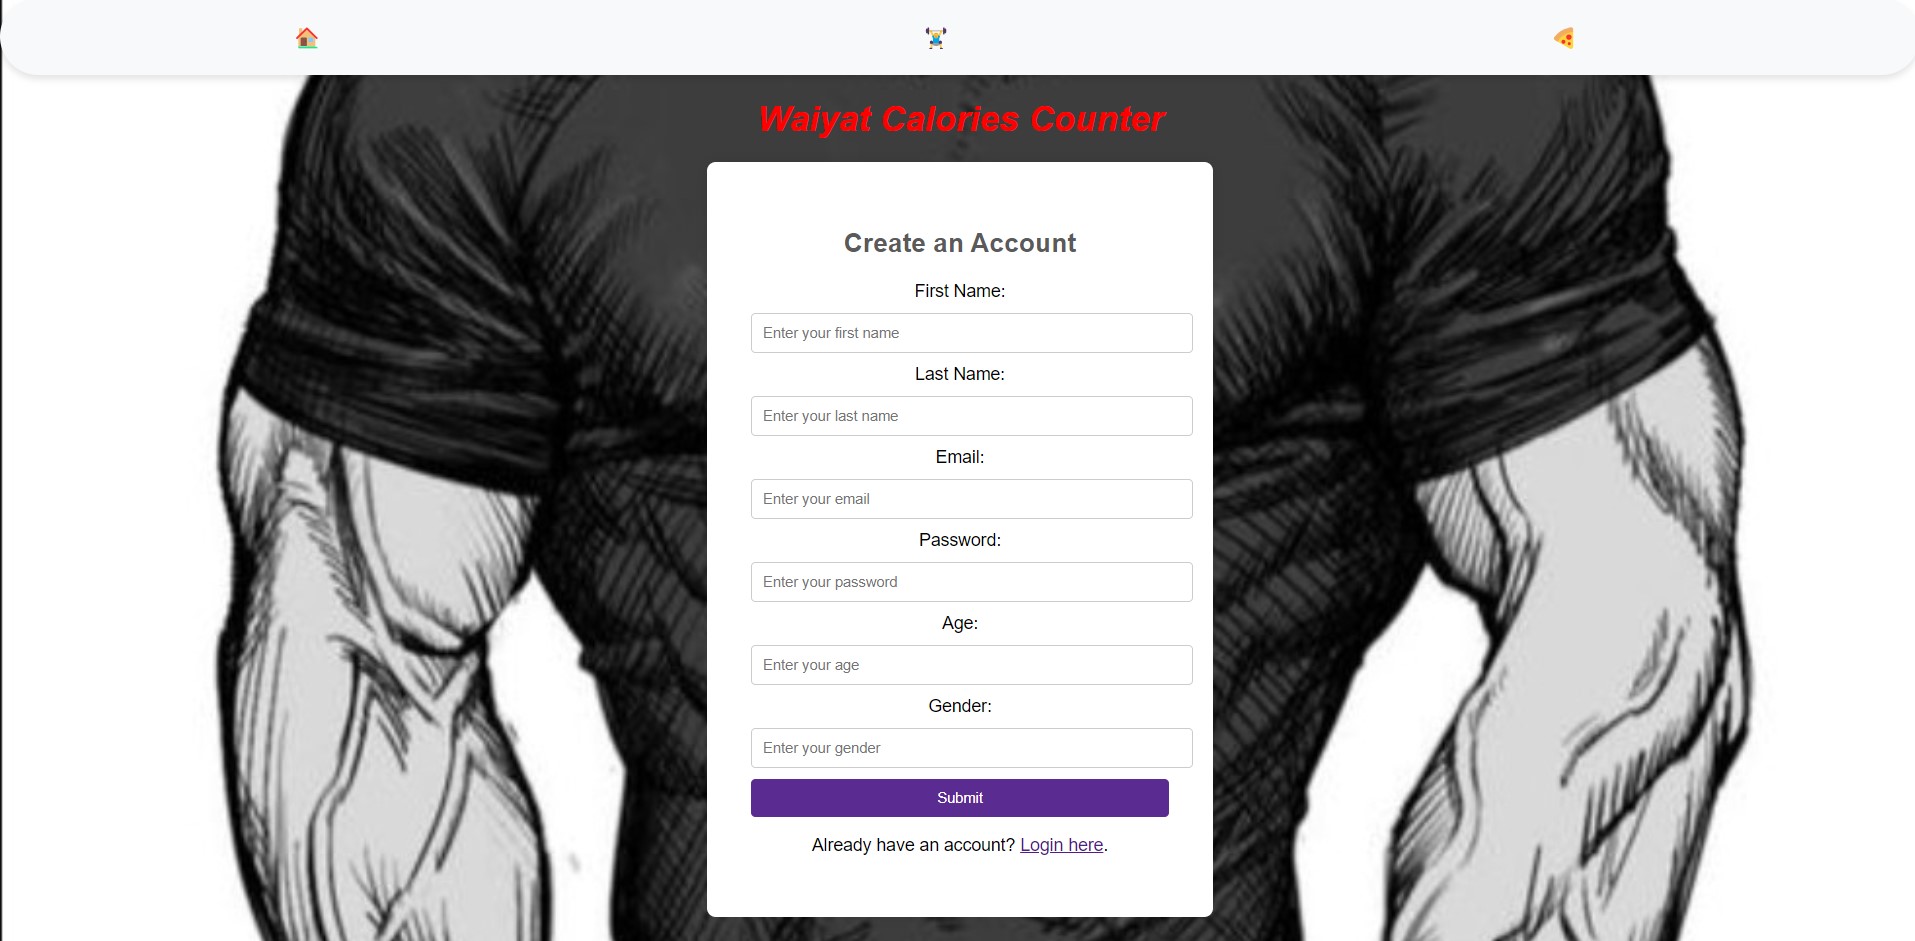 Waiyat Calories Counter
Create an Account
First Name:
Enter your first name
Last Name:
Enter your last name
Email:
Enter your email
Password:
Enter your password
Age:
Enter your age
Gender:
Enter your gender
Submit
Already have an account? Login here.